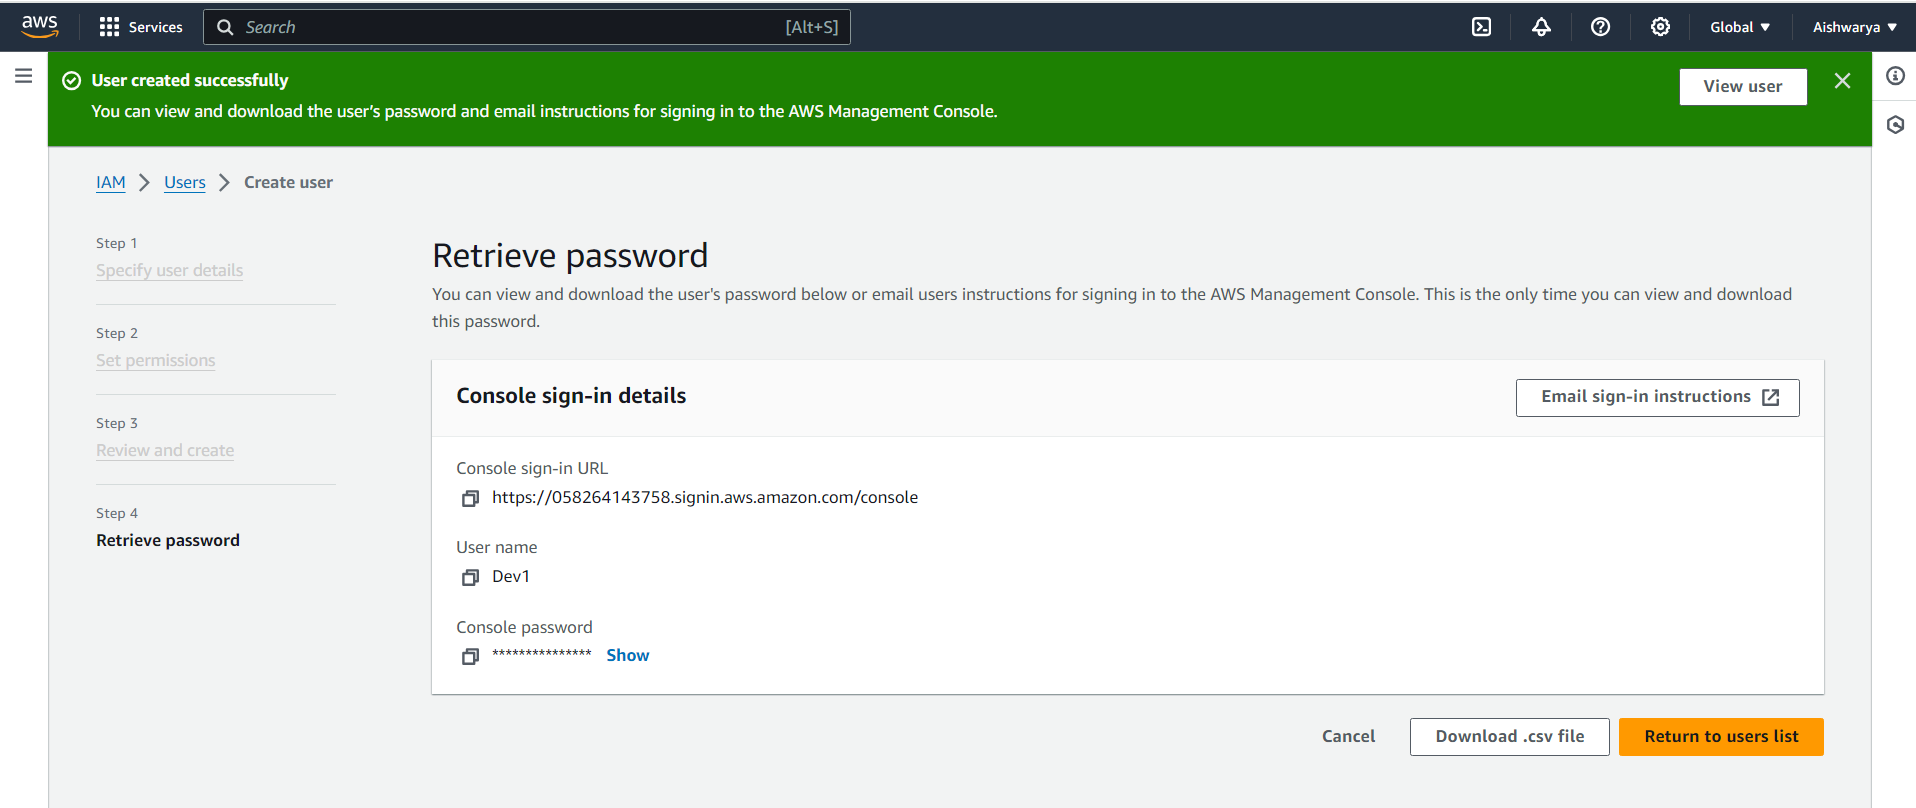 aws
Services
Search
[Alt+S]
Global
Aishwarya
User created successfully
You can view and download the user's password and email instructions for signing in to the AWS Management Console.
View user
IAM
Users
Create user
Step 1
Specify user details
Step 2
Set permissions
Step 3
Review and create
Step 4
Retrieve password
Retrieve password
You can view and download the user's password below or email users instructions for signing in to the AWS Management Console. This is the only time you can view and download
this password.
Console sign-in details
Email sign-in instructions
Console sign-in URL
https://058264143758.signin.aws.amazon.com/console
User name
Dev1
Console password
*************** Show
Cancel
Download .csv file
Return to users list